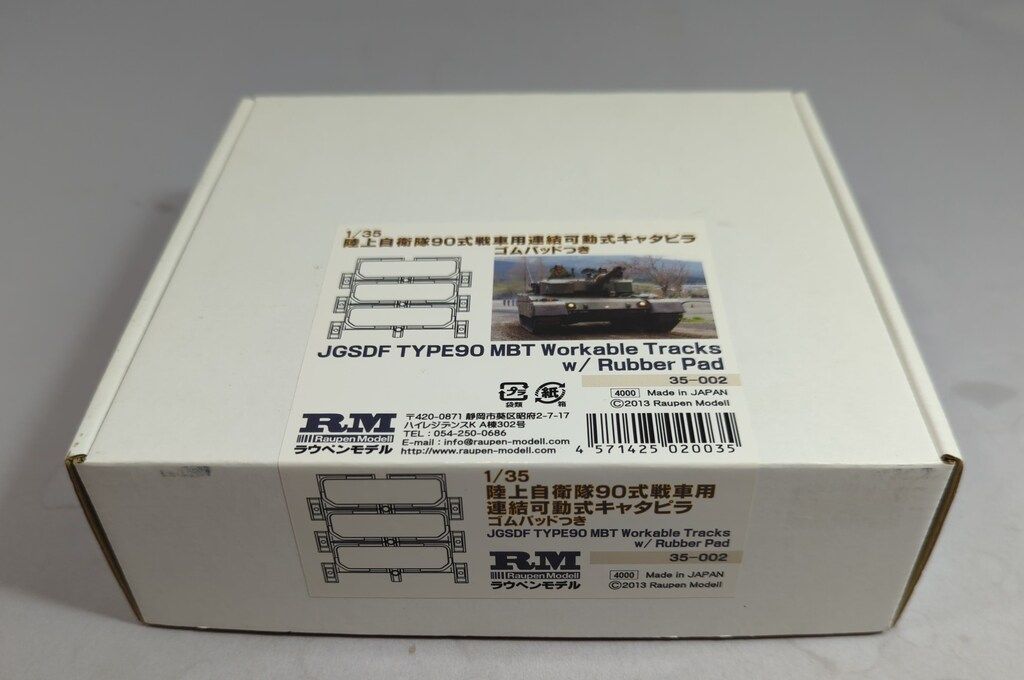 1/35
陸上自衛隊90式戦車用連結可動式キャタピラ
ゴムパッドつき
JGSDF TYPE90 MBT Workable Tracks
w/ Rubber Pad
35-002
4000 Made in JAPAN
©2013 Raupen Modell
プラ
袋類
紙
箱
RM
Raupen Modell
ラウペンモデル
〒420-0871 静岡市葵区昭府2-7-17
ハイレジデンスK A棟302号
TEL : 054-250-0686
E-mail : info@raupen-modell.com
http://www.raupen-modell.com
4 571425 020035
1/35
陸上自衛隊90式戦車用
連結可動式キャタピラ
ゴムパッドつき
JGSDF TYPE90 MBT Workable Tracks
w/ Rubber Pad
35-002
RM
Raupen Modell
ラウペンモデル
4000 Made in JAPAN
©2013 Raupen Modell